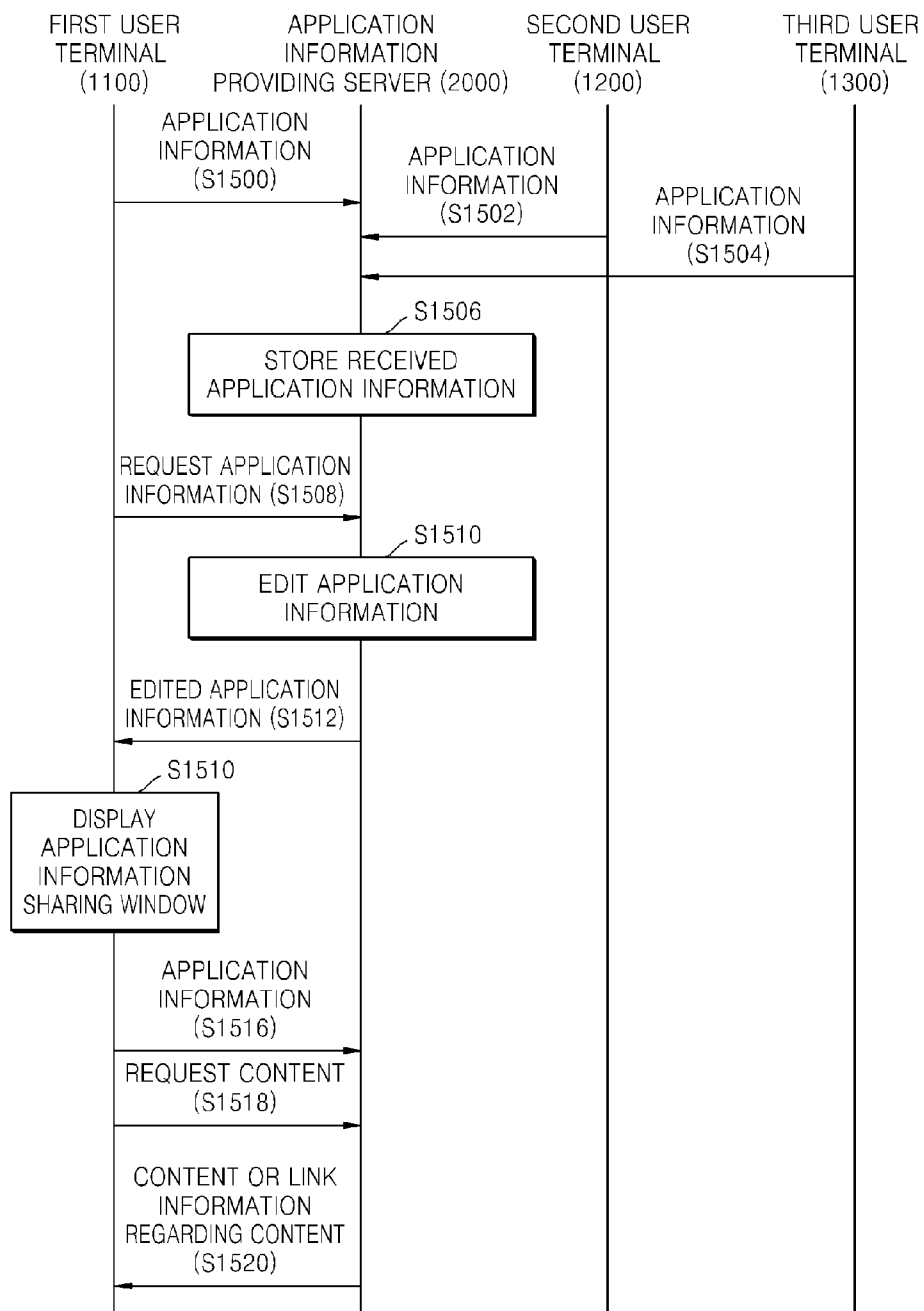 FIRST USER
TERMINAL
(1100)
APPLICATION
INFORMATION
PROVIDING SERVER (2000)
SECOND USER
TERMINAL
(1200)
THIRD USER
TERMINAL
(1300)
APPLICATION
INFORMATION
(S1500)
APPLICATION
INFORMATION
(S1502)
APPLICATION
INFORMATION
(S1504)
S1506
STORE RECEIVED
APPLICATION INFORMATION
REQUEST APPLICATION
INFORMATION (S1508)
S1510
EDIT APPLICATION
INFORMATION
EDITED APPLICATION
INFORMATION (S1512)
S1510
DISPLAY
APPLICATION
INFORMATION
SHARING WINDOW
APPLICATION
INFORMATION
(S1516)
REQUEST CONTENT
(S1518)
CONTENT OR LINK
INFORMATION
REGARDING CONTENT
(S1520)